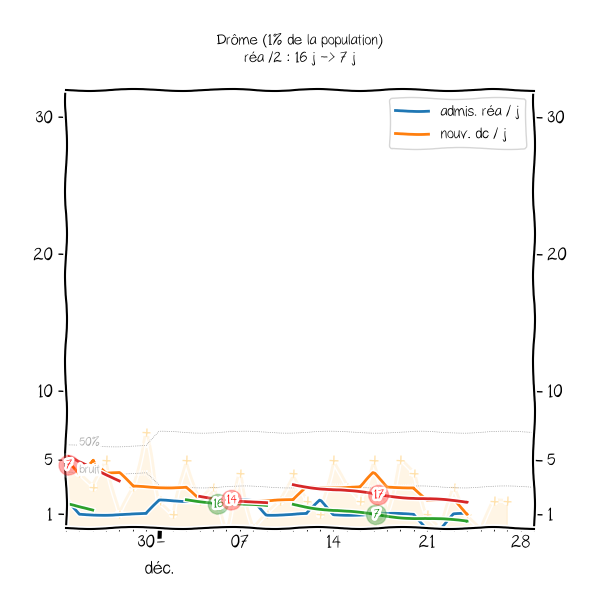 Drôme (1% de la population)
réa /2 : 16 j -> 7 j
admis. réa / j
nouv. dc / j
30 30
20 20
10 10
5 5
1 1
50%
bruit
17
16
14
17
7
30 07 14 21 28
déc.